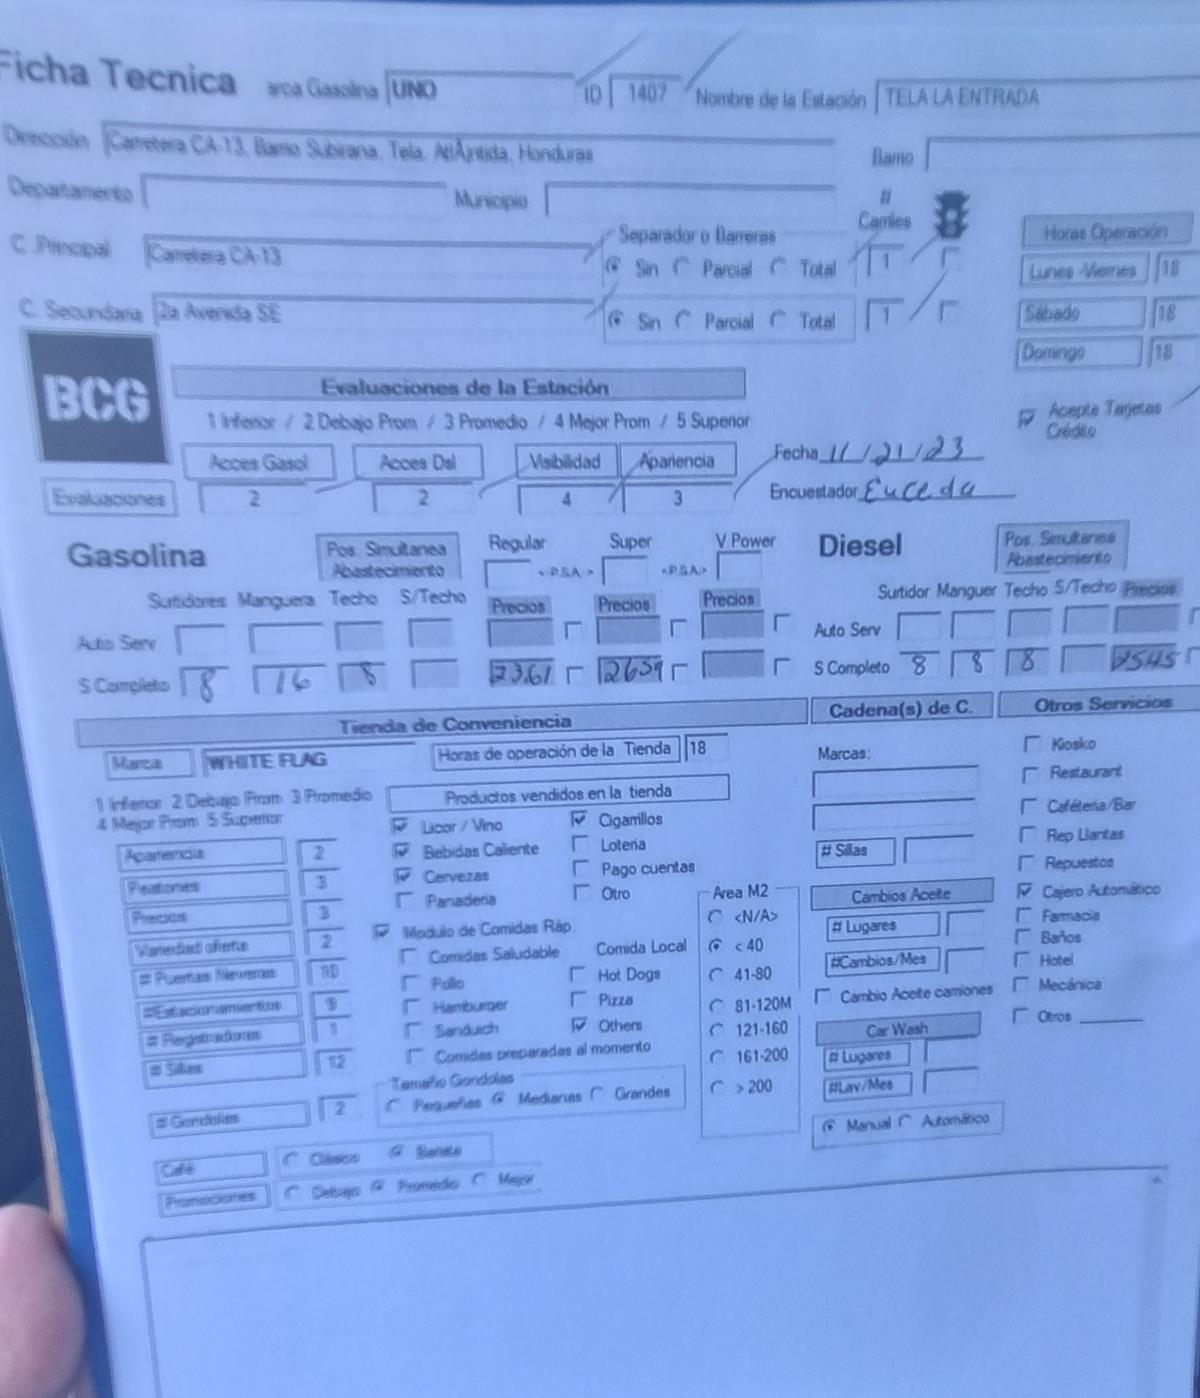 Ficha Tecnica arca Gasolina UNO ID 1407 Nombre de la Estación TELA LA ENTRADA
Dirección Carretera CA-13, Barrio Subirana, Tela, AtlÃ¡ntida, Honduras Barrio
Departamento Municipio # Carriles
C .Principal Carretera CA-13 Separador o Barreras Sin Parcial Total 1
Horas Operación
Lunes -Viernes 18
C. Secundaria 2a Avenida SE Sin Parcial Total 1
Sábado 18
Domingo 18
BCG
Evaluaciones de la Estación
1 Inferior / 2 Debajo Prom / 3 Promedio / 4 Mejor Prom / 5 Superior
Acepta Tarjetas Crédito
Acces Gasol Acces Dsl Visibilidad Apariencia Fecha 11/21/23
Evaluaciones 2 2 4 3 Encuestador Euceda
Gasolina Pos. Simultanea Abastecimiento Regular Super V Power Diesel Pos. Simultanea Abastecimiento
<P.S.A.> <P.S.A>
Surtidores Manguera Techo S/Techo Precios Precios Precios Surtidor Manguer Techo S/Techo Precios
Auto Serv Auto Serv
S Completo 8 16 8 2361 2659 S Completo 8 8 8 2545
Tienda de Conveniencia Cadena(s) de C. Otros Servicios
Marca WHITE FLAG Horas de operación de la Tienda 18 Marcas: Kiosko
1 Inferior 2 Debajo Prom 3 Promedio Productos vendidos en la tienda Restaurant
4 Mejor Prom 5 Superior Licor / Vino Cigarrillos Cafétería/Bar
Apariencia 2 Bebidas Caliente Loteria # Sillas Rep Llantas
Peatones 3 Cervezas Pago cuentas Repuestos
Precios 3 Panaderia Otro Area M2 Cambios Aceite Cajero Automático
Variedad oferta 2 Modulo de Comidas Ráp. <N/A> # Lugares Farmacia
# Puertas Neveras 10 Comidas Saludable Comida Local < 40 #Cambios/Mes Baños
#Estacionamientos 9 Pollo Hot Dogs 41-80 Hotel
# Registradoras 1 Hamburger Pizza 81-120M Cambio Aceite camiones Mecánica
# Sillas 12 Sanduich Others 121-160 Car Wash Otros
Comidas preparadas al momento 161-200 # Lugares
# Gondolas 2 Tamaño Gondolas > 200 #Lav/Mes
Pequeñas Medianas Grandes
Manual Automático
Café Clásico Barista
Promociones Debajo Promedio Mejor